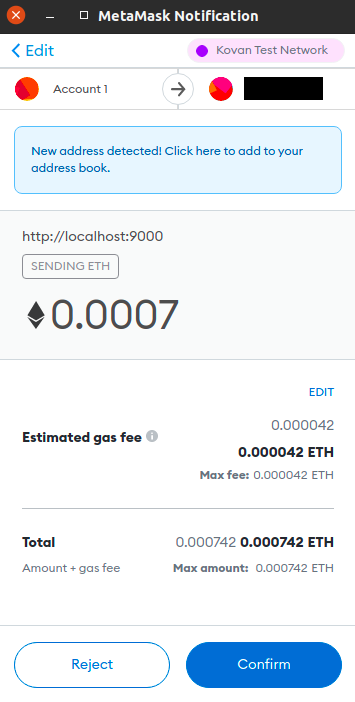 MetaMask Notification
Edit
Kovan Test Network
Account 1
New address detected! Click here to add to your
address book.
http://localhost:9000
SENDING ETH
0.0007
EDIT
0.000042
Estimated gas fee
0.000042 ETH
Max fee: 0.000042 ETH
Total 0.000742 0.000742 ETH
Amount + gas fee Max amount: 0.000742 ETH
Reject Confirm